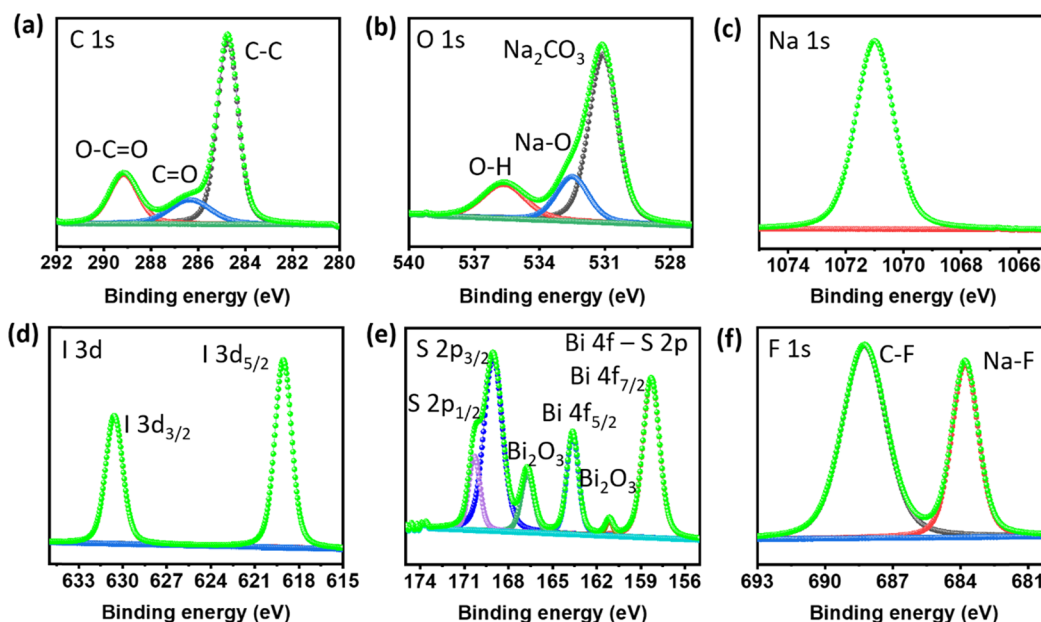 (a)
C 1s
C-C
O-C=O
C=O
292 290 288 286 284 282 280
Binding energy (eV)
(b)
O 1s
Na₂CO₃
Na-O
O-H
540 537 534 531 528
Binding energy (eV)
(c)
Na 1s
1074 1072 1070 1068 1066
Binding energy (eV)
(d)
I 3d
I 3d₅/₂
I 3d₃/₂
633 630 627 624 621 618 615
Binding energy (eV)
(e)
S 2p₃/₂
Bi 4f – S 2p
S 2p₁/₂
Bi 4f₇/₂
Bi 4f₅/₂
Bi₂O₃
Bi₂O₃
174 171 168 165 162 159 156
Binding energy (eV)
(f)
F 1s
C-F
Na-F
693 690 687 684 681
Binding energy (eV)